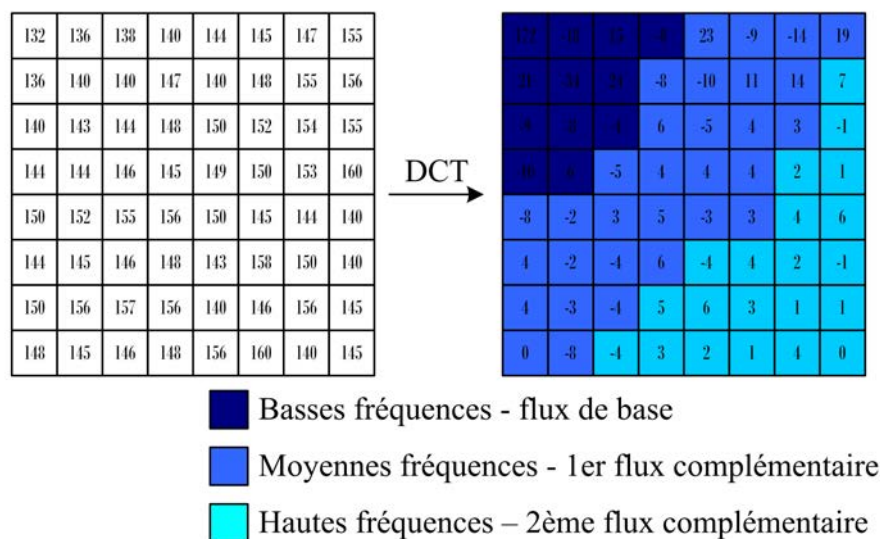 132 136 138 140 144 145 147 155
136 140 140 147 140 148 155 156
140 143 144 148 150 152 154 155
144 144 146 145 149 150 153 160
150 152 155 156 150 145 144 140
144 145 146 148 143 158 150 140
150 156 157 156 140 146 156 145
148 145 146 148 156 160 140 145
DCT
23 -9 -14 19
-8 -10 11 14 7
6 -5 4 3 -1
-5 4 4 4 2 1
-8 -2 3 5 -3 3 4 6
4 -2 -4 6 -4 4 2 -1
4 -3 -4 5 6 3 1 1
0 -8 -4 3 2 1 4 0
Basses fréquences - flux de base
Moyennes fréquences - 1er flux complémentaire
Hautes fréquences – 2ème flux complémentaire